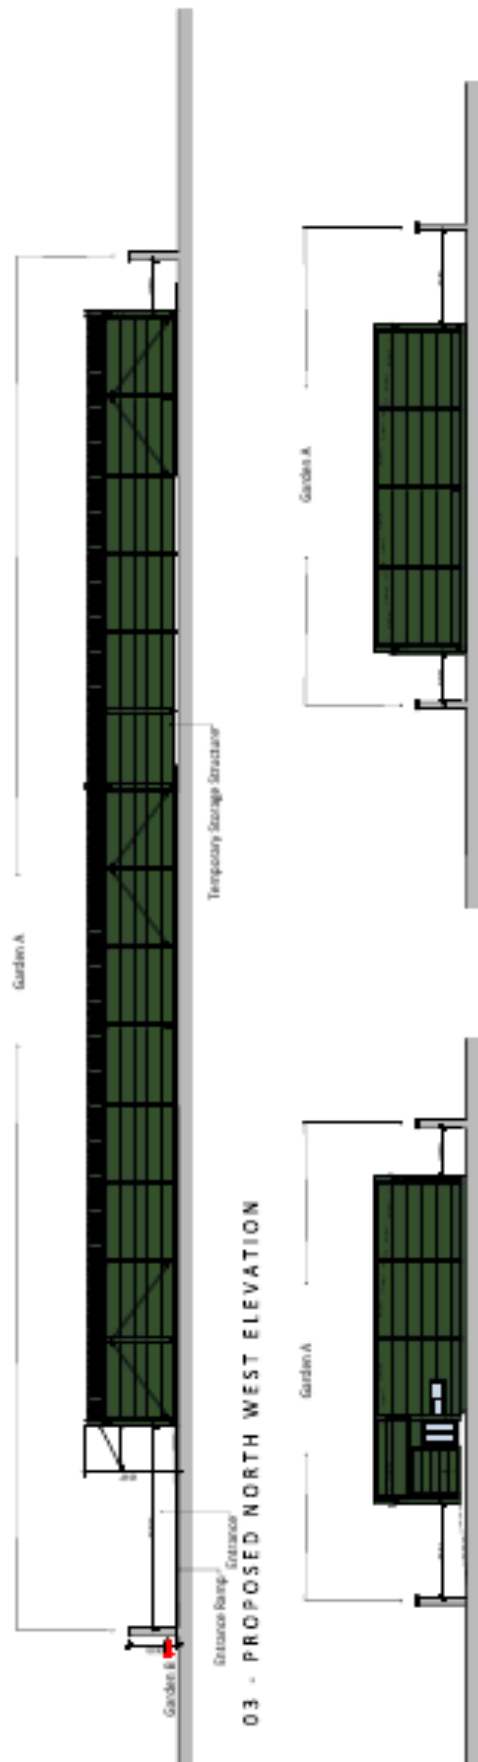 Garden A
Temporary Storage Structure
Entrance
Entrance Ramp
Garden B
03 - PROPOSED NORTH WEST ELEVATION
Garden A
Garden A